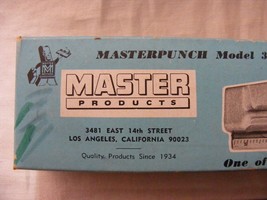 MASTERPUNCH Model 3
MASTER
PRODUCTS
3481 EAST 14th STREET
LOS ANGELES, CALIFORNIA 90023
Quality Products Since 1934
One of